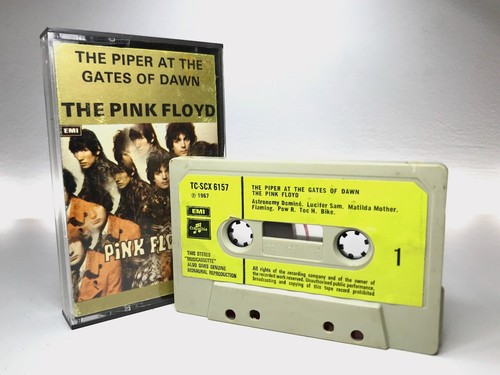 THE PIPER AT THE
GATES OF DAWN
THE PINK FLOYD
EMI
PiNK FL
TC-SCX 6157
℗ 1967
THE PIPER AT THE GATES OF DAWN
THE PINK FLOYD
Astronomy Dominé. Lucifer Sam. Matilda Mother.
Flaming. Pow R. Toc H. Bike.
EMI
Columbia
THIS STEREO
"MUSICASSETTE"
ALSO GIVES GENUINE
MONAURAL REPRODUCTION
1
All rights of the recording company and of the owner of
the recorded work reserved. Unauthorised public performance,
broadcasting and copying of this tape record prohibited